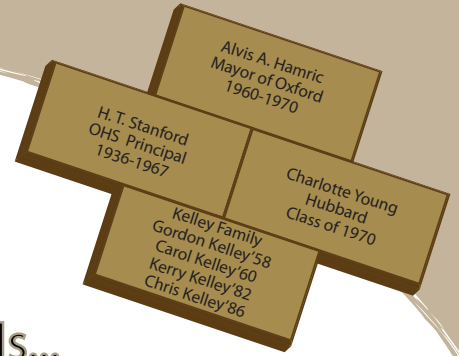 Alvis A. Hamric
Mayor of Oxford
1960-1970
H. T. Stanford
OHS Principal
1936-1967
Charlotte Young
Hubbard
Class of 1970
Kelley Family
Gordon Kelley'58
Carol Kelley'60
Kerry Kelley'82
Chris Kelley'86